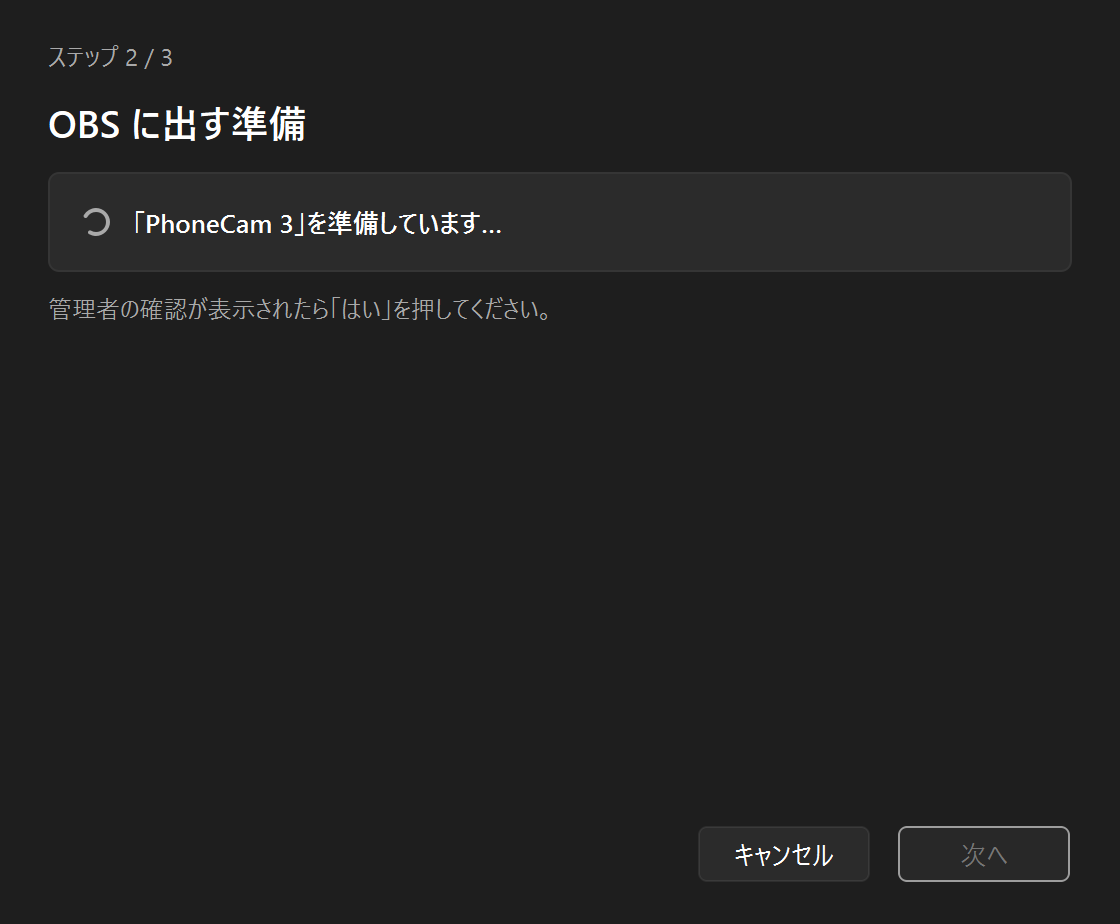 ステップ 2 / 3
OBS に出す準備
「PhoneCam 3」を準備しています...
管理者の確認が表示されたら「はい」を押してください。
キャンセル
次へ